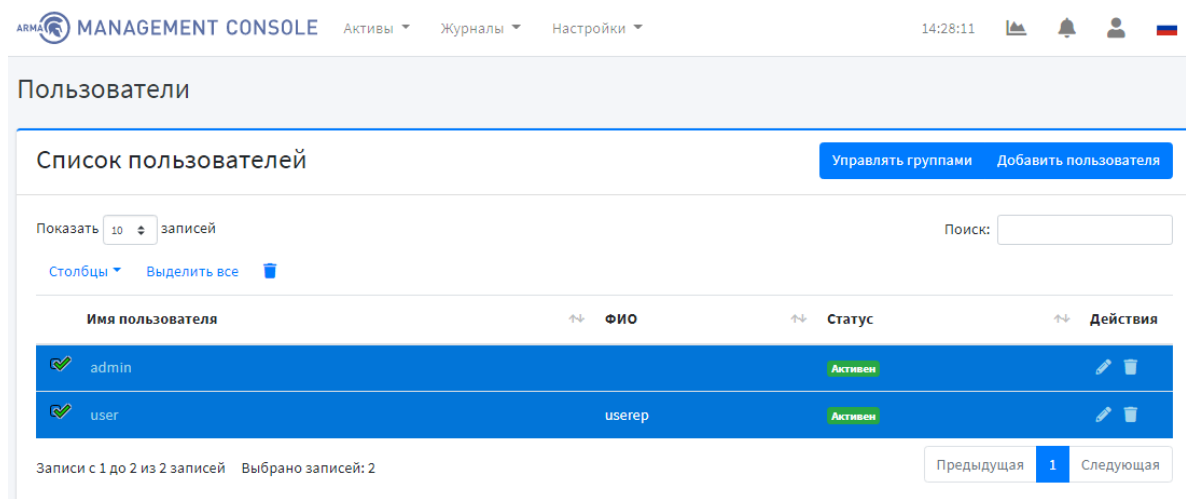 ARMA MANAGEMENT CONSOLE Активы Журналы Настройки 14:28:11
Пользователи
Список пользователей Управлять группами Добавить пользователя
Показать 10 записей Поиск:
Столбцы Выделить все
Имя пользователя ФИО Статус Действия
admin Активен
user userep Активен
Записи с 1 до 2 из 2 записей Выбрано записей: 2 Предыдущая 1 Следующая